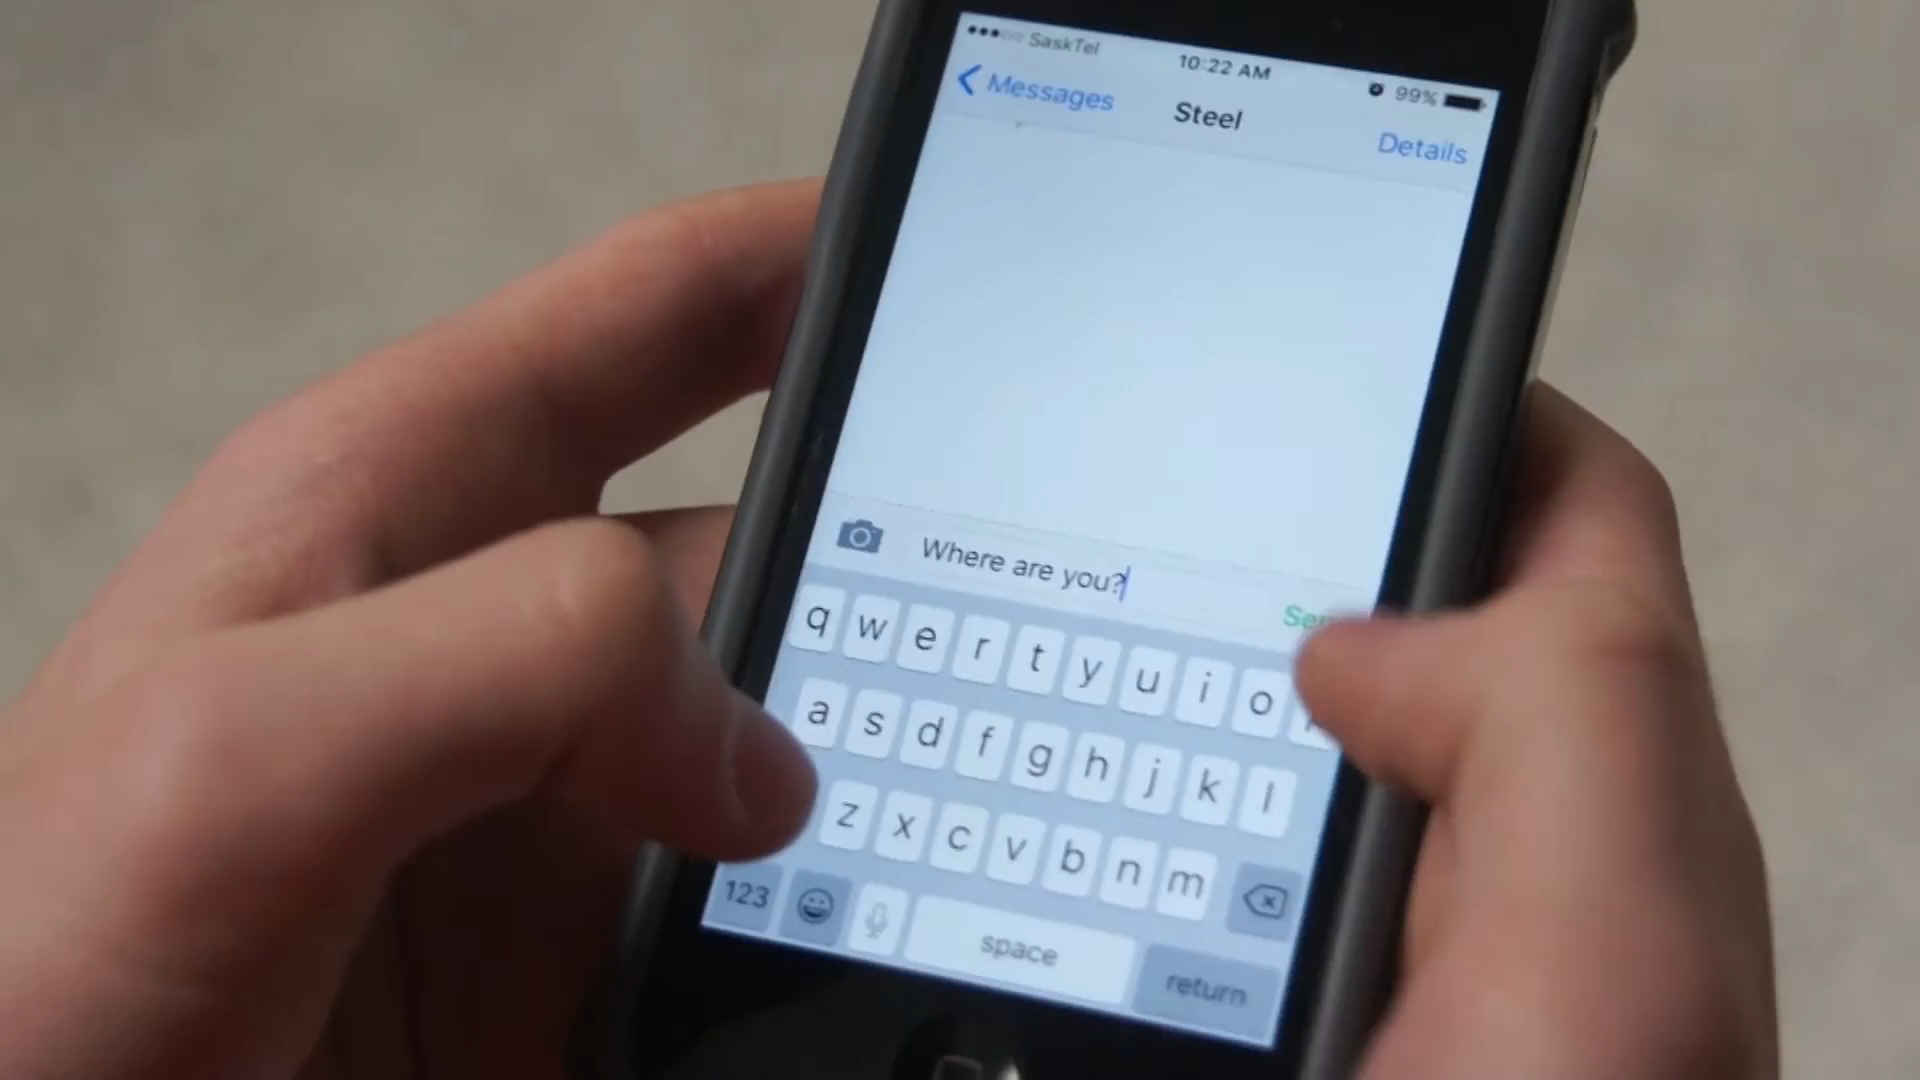 SaskTel 10:22 AM 99%
Messages Steel Details
Where are you?
q w e r t y u i o
a s d f g h j k l
z x c v b n m
123 space return